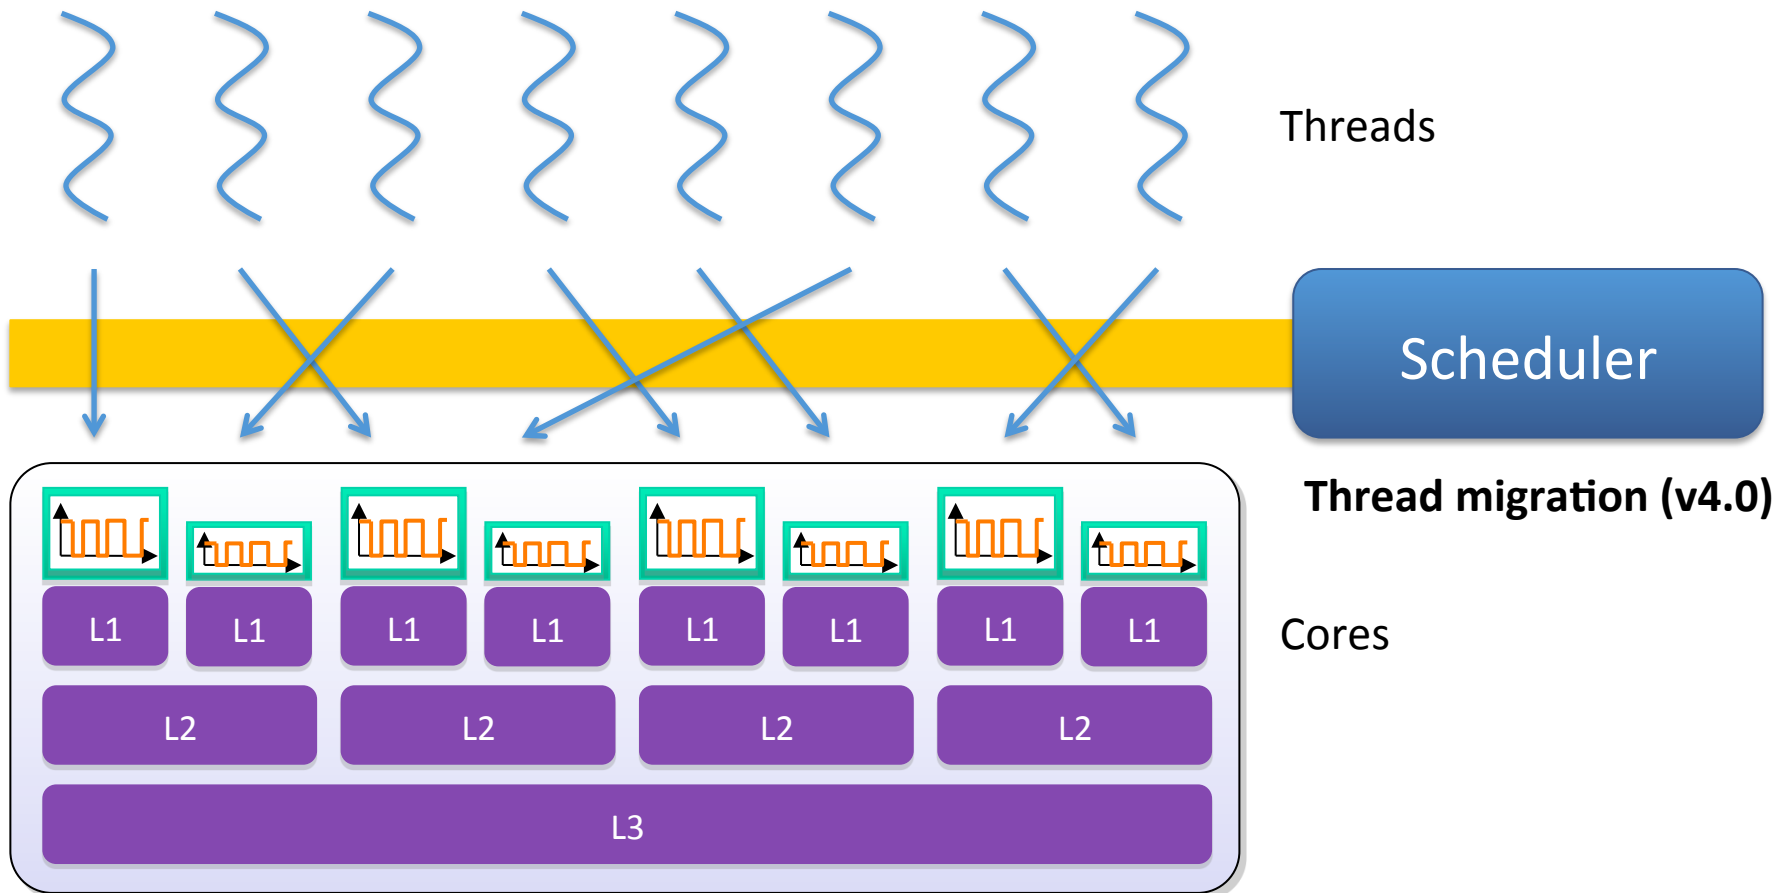 Threads
Scheduler
Thread migration (v4.0)
L1 L1 L1 L1 L1 L1 L1 L1
Cores
L2 L2 L2 L2
L3